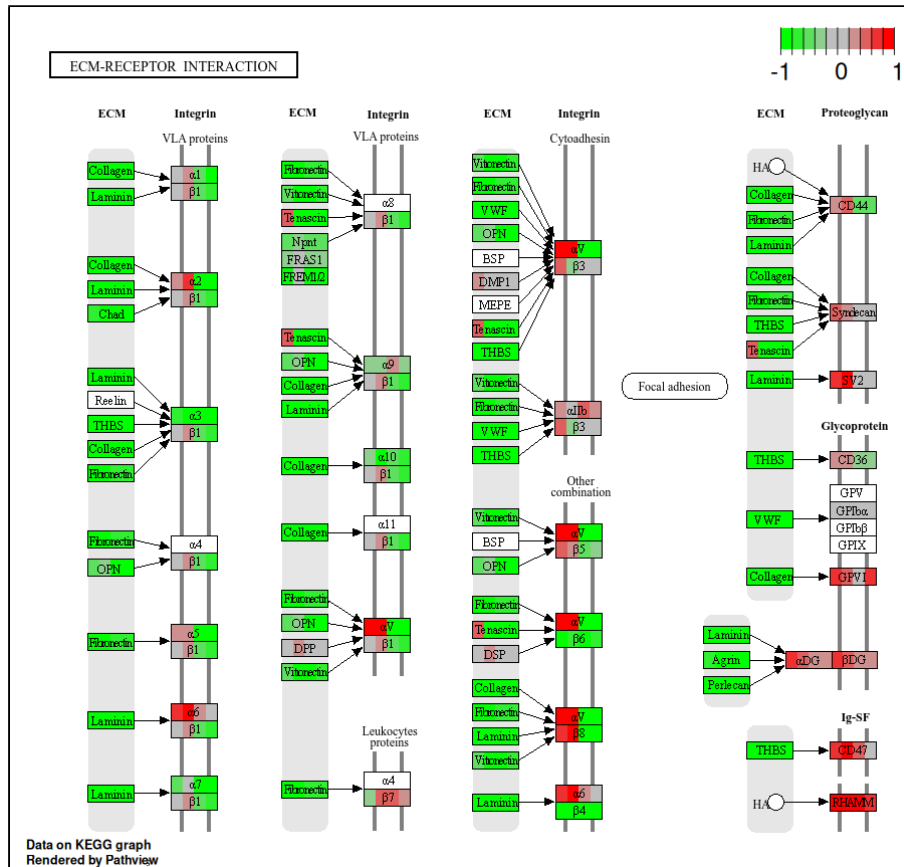 ECM-RECEPTOR INTERACTION
-1 0 1
ECM Integrin
VLA proteins
Collagen
Laminin
α1
β1
Collagen
Laminin
Chad
α2
β1
Laminin
Reelin
THBS
Collagen
Fibronectin
α3
β1
Fibronectin
OPN
α4
β1
Fibronectin
α5
β1
Laminin
α6
β1
Laminin
α7
β1
ECM Integrin
VLA proteins
Fibronectin
Vitronectin
Tenascin
Npnt
FRAS1
FREM1/2
α8
β1
Tenascin
OPN
Collagen
Laminin
α9
β1
Collagen
α10
β1
Collagen
α11
β1
Fibronectin
OPN
DPP
Vitronectin
αV
β1
Leukocytes
proteins
Fibronectin
α4
β7
ECM Integrin
Cytoadhesin
Vitronectin
Fibronectin
VWF
OPN
BSP
DMP1
MEPE
Tenascin
THBS
αV
β3
Vitronectin
Fibronectin
VWF
THBS
αIIb
β3
Other
combination
Vitronectin
BSP
OPN
αV
β5
Fibronectin
Tenascin
DSP
αV
β6
Collagen
Fibronectin
Laminin
Vitronectin
αV
β8
Laminin
α6
β4
Focal adhesion
ECM Proteoglycan
HA
Collagen
Fibronectin
Laminin
CD44
Collagen
Fibronectin
THBS
Tenascin
Syndecan
Laminin
SV2
Glycoprotein
THBS
CD36
VWF
GPV
GPIbα
GPIbβ
GPIX
Collagen
GPVI
Laminin
Agrin
Perlecan
αDG βDG
Ig-SF
THBS
CD47
HA
RHAMM
Data on KEGG graph
Rendered by Pathview